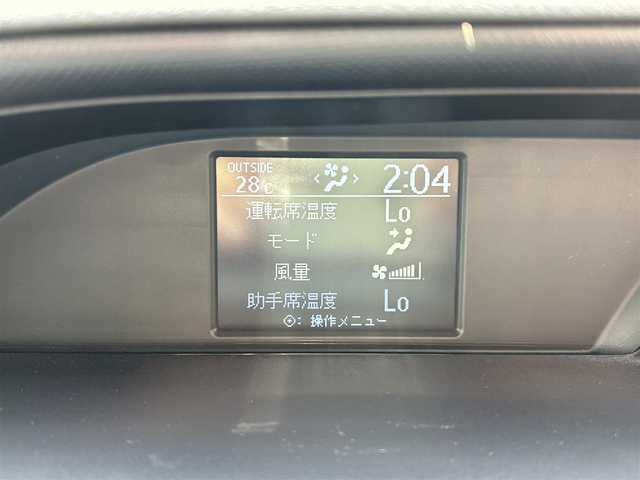 OUTSIDE
28℃ 2:04
運転席温度 Lo
モード
風量
助手席温度 Lo
: 操作メニュー